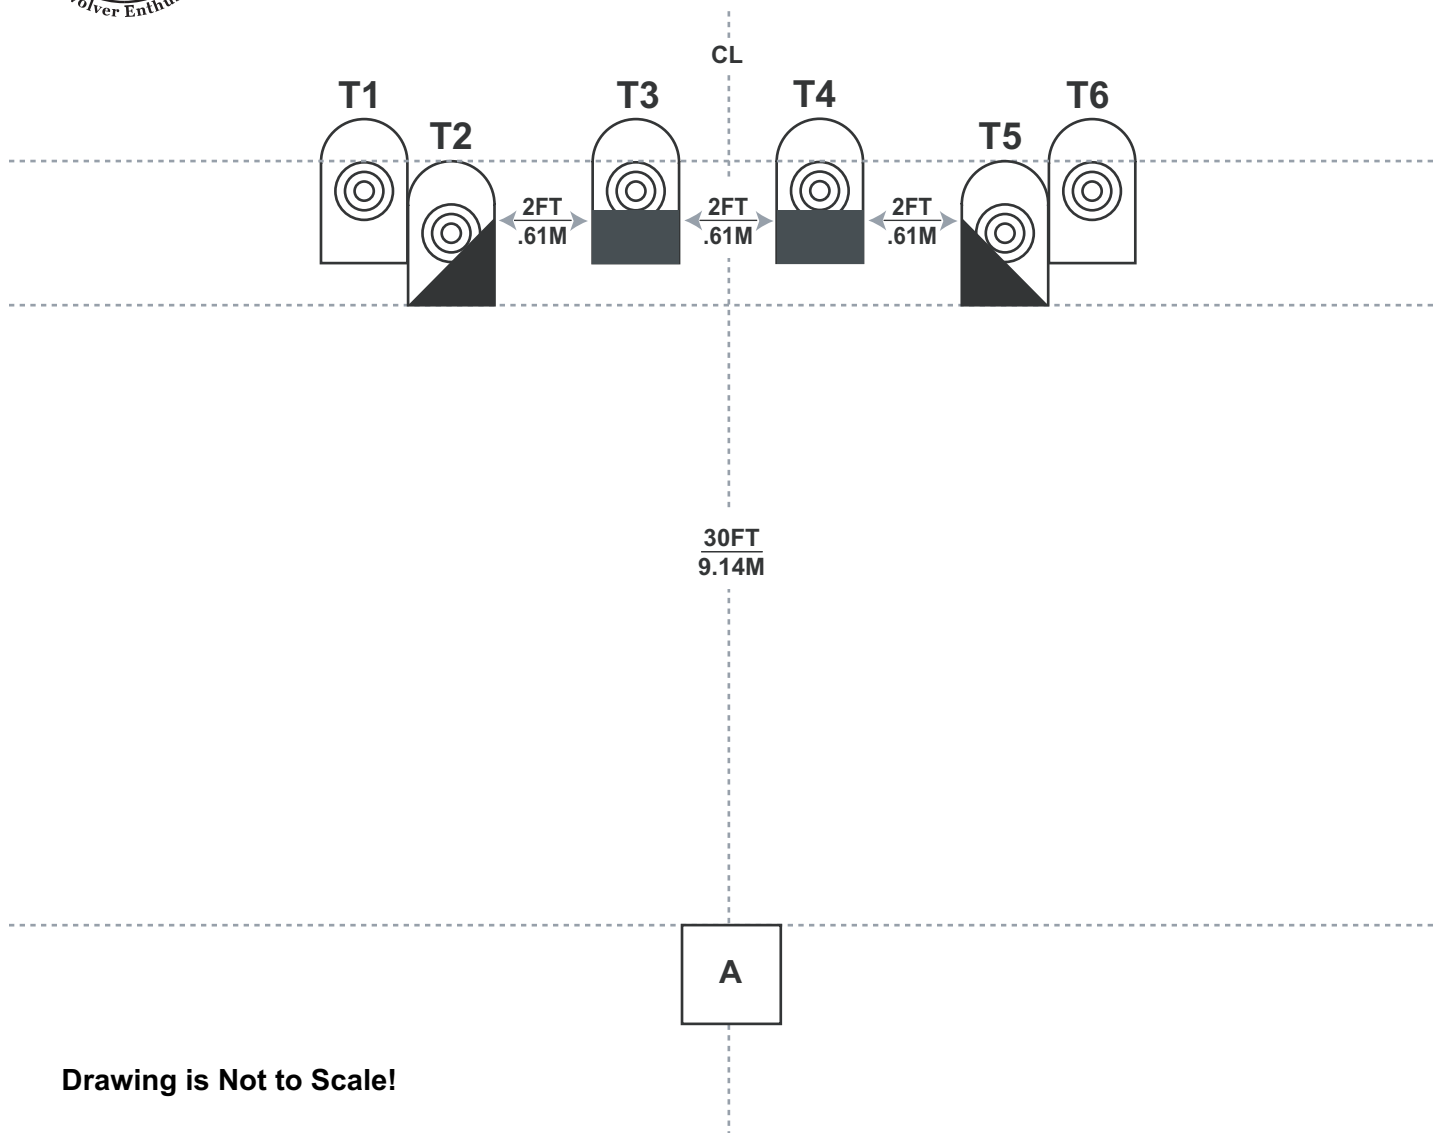 CL
T1 T3 T4 T6
T2 T5
2FT 2FT 2FT
.61M .61M .61M
30FT
9.14M
A
Drawing is Not to Scale!